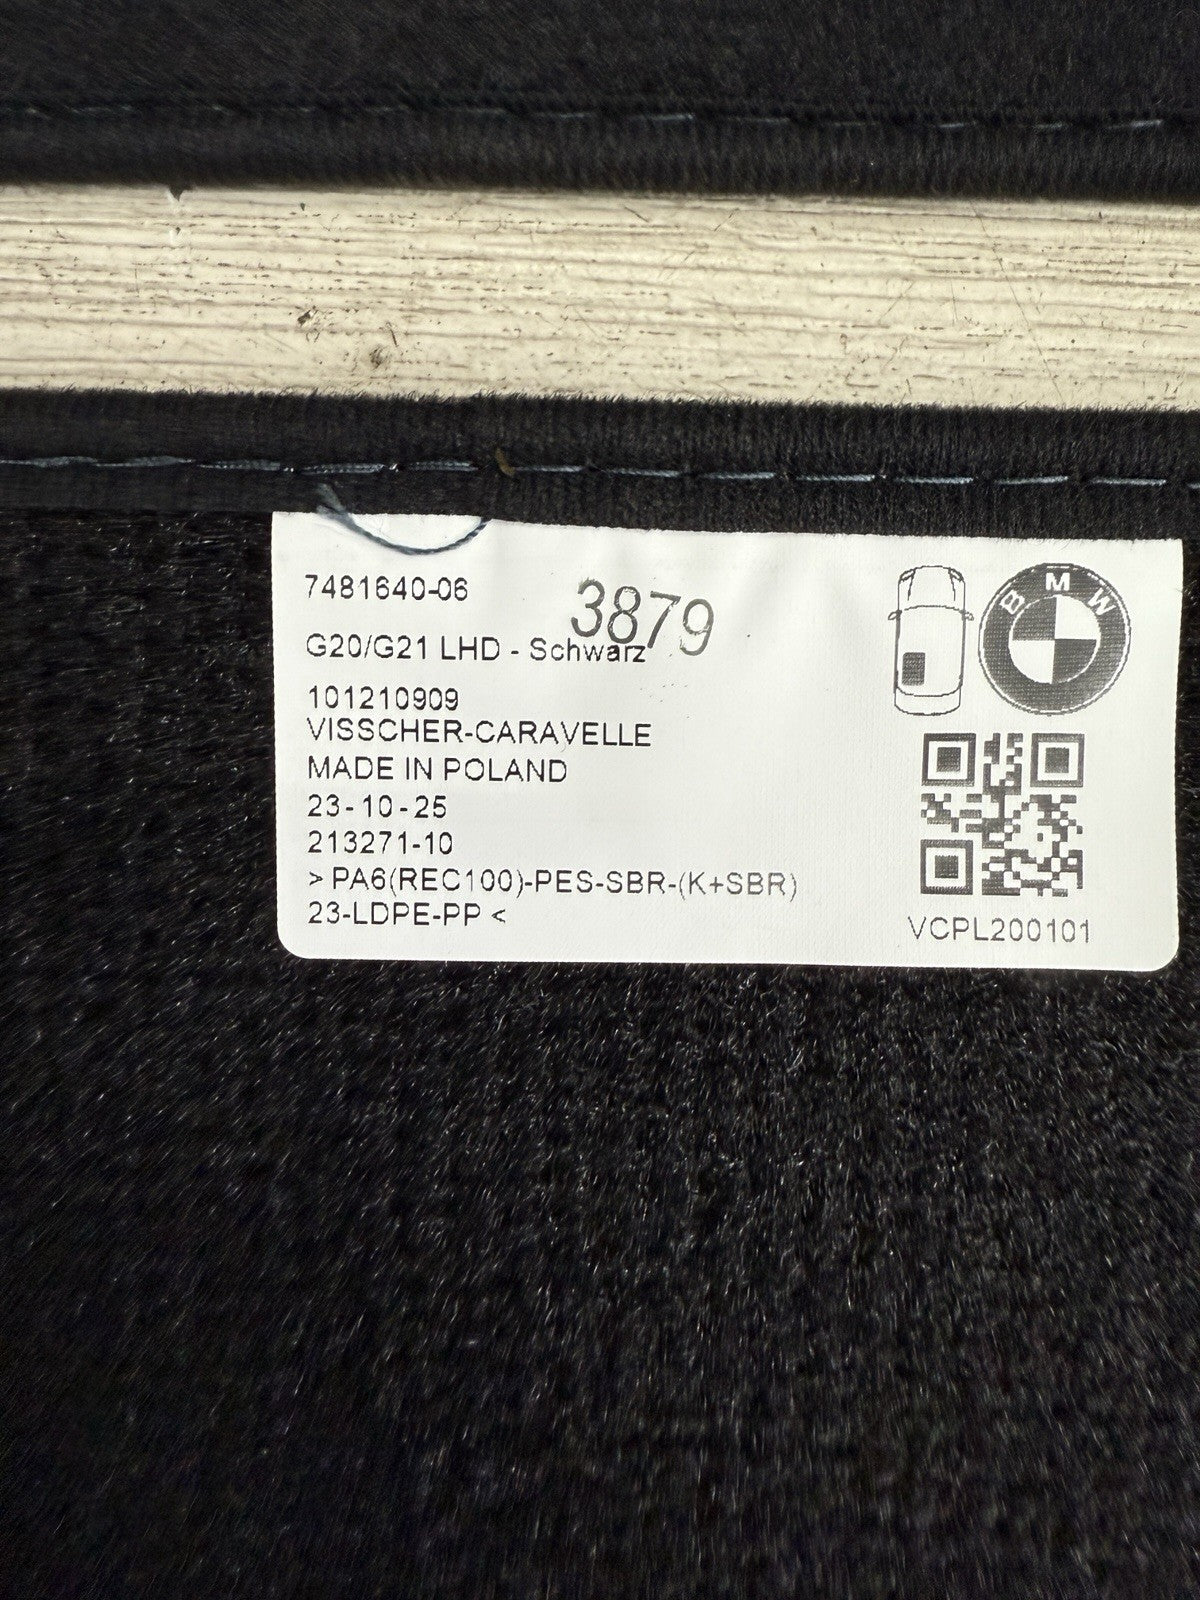 7481640-06
3879
G20/G21 LHD - Schwarz
101210909
VISSCHER-CARAVELLE
MADE IN POLAND
23-10-25
213271-10
> PA6(REC100)-PES-SBR-(K+SBR)
23-LDPE-PP <
BMW
VCPL200101